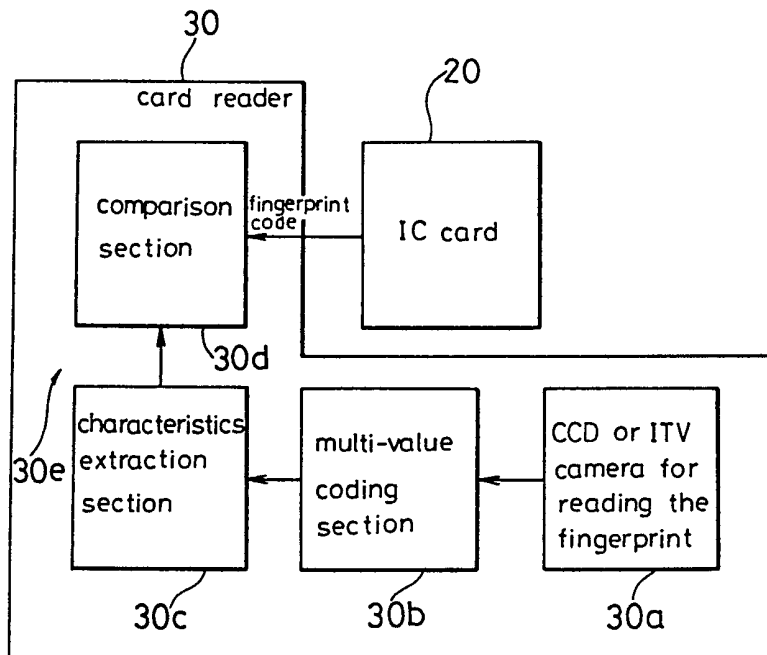 30
card reader
20
comparison
section
fingerprint
code
IC card
30d
30e
characteristics
extraction
section
multi-value
coding
section
CCD or ITV
camera for
reading the
fingerprint
30c
30b
30a